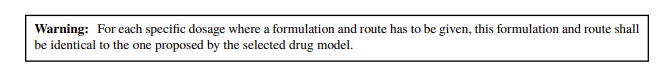 Warning: For each specific dosage where a formulation and route has to be given, this formulation and route shall
be identical to the one proposed by the selected drug model.